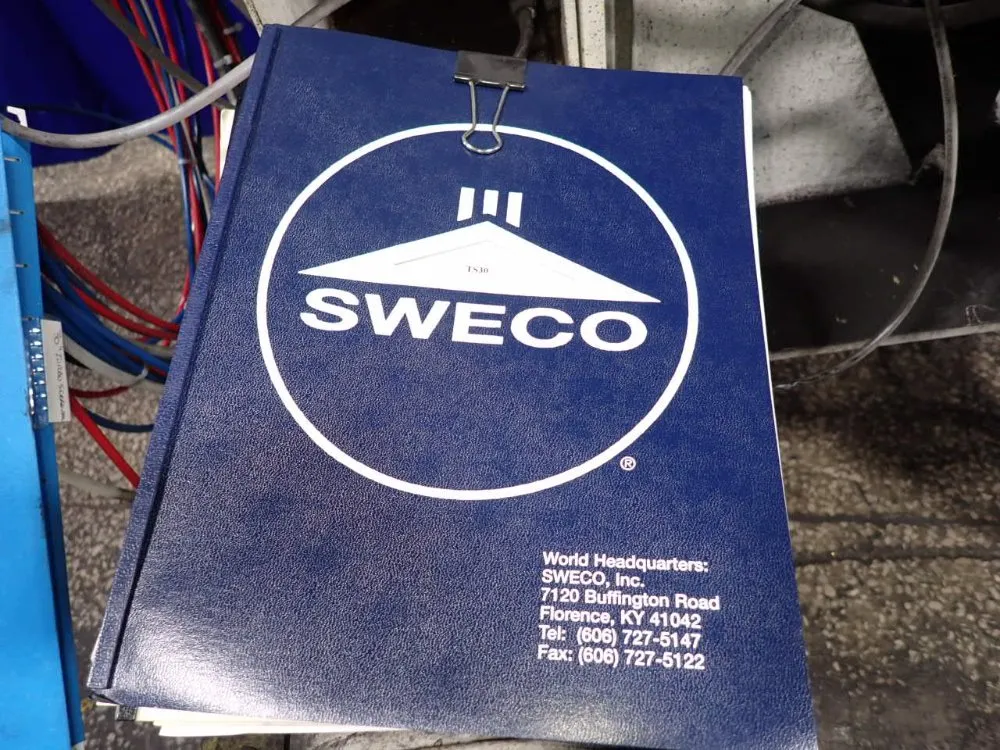 TS30
SWECO
®
World Headquarters:
SWECO, Inc.
7120 Buffington Road
Florence, KY 41042
Tel: (606) 727-5147
Fax: (606) 727-5122